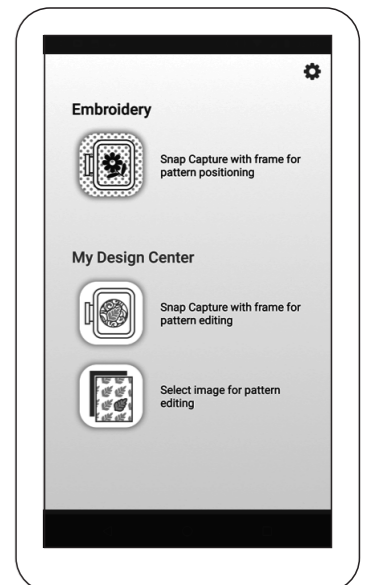 Embroidery
Snap Capture with frame for
pattern positioning
My Design Center
Snap Capture with frame for
pattern editing
Select image for pattern
editing